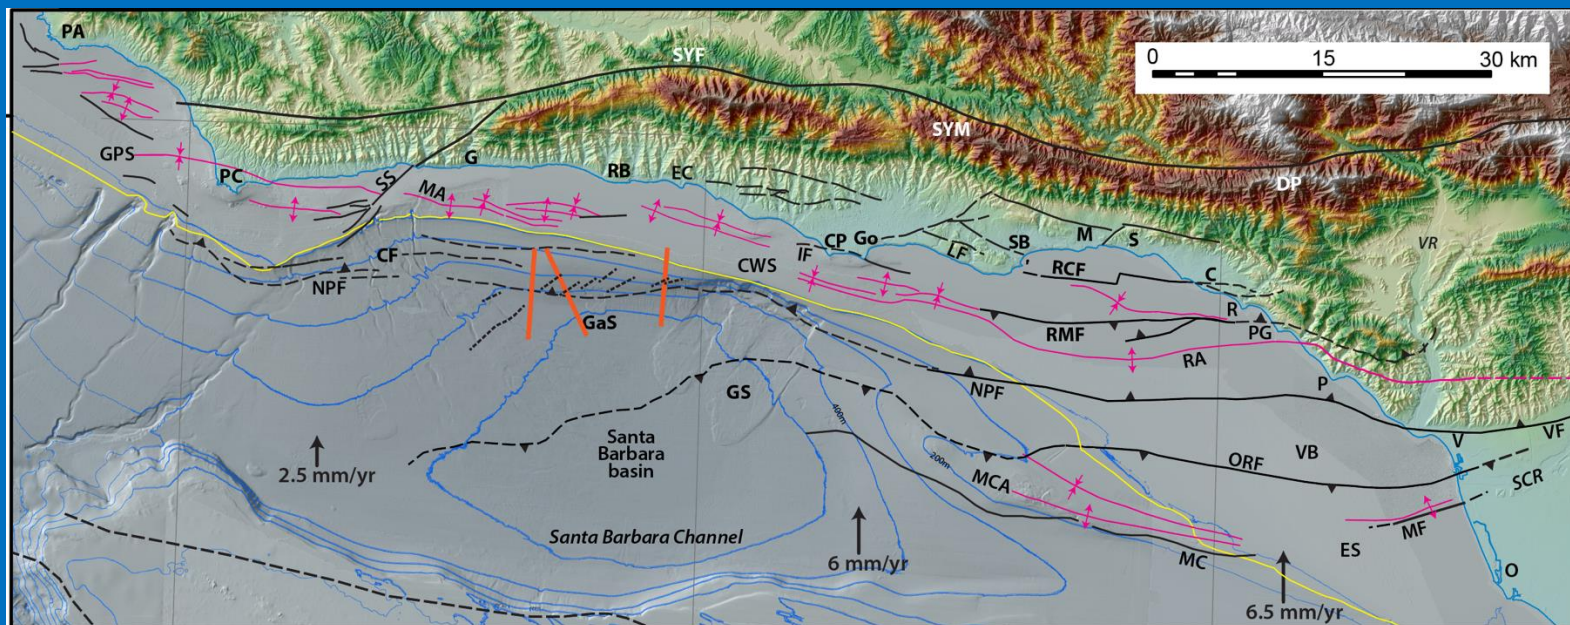 PA
SYF
0 15 30 km
SYM
GPS
PC
G
SS
MA
RB
EC
DP
VR
CF
NPF
CWS
IF
CP
Go
LF
SB
M
S
RCF
C
GaS
R
RMF
PG
RA
GS
NPF
P
400m
Santa
Barbara
basin
200m
MCA
ORF
VB
V
VF
SCR
2.5 mm/yr
Santa Barbara Channel
6 mm/yr
MC
ES
MF
O
6.5 mm/yr